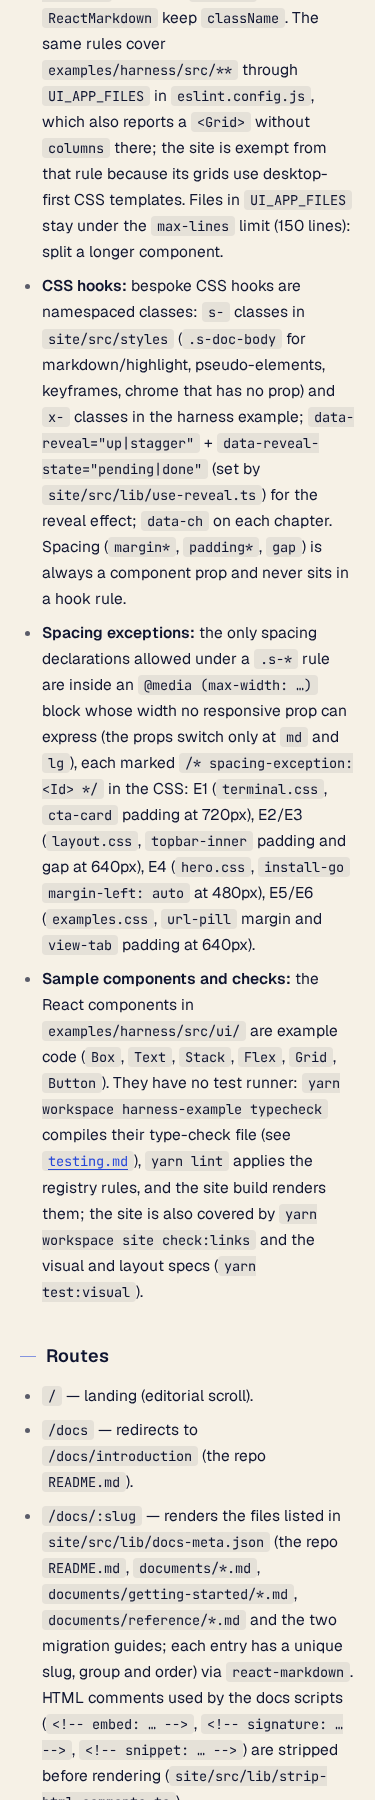 ReactMarkdown keep className. The
same rules cover
examples/harness/src/** through
UI_APP_FILES in eslint.config.js,
which also reports a <Grid> without
columns there; the site is exempt from
that rule because its grids use desktop-
first CSS templates. Files in UI_APP_FILES
stay under the max-lines limit (150 lines):
split a longer component.
CSS hooks: bespoke CSS hooks are
namespaced classes: s- classes in
site/src/styles (.s-doc-body for
markdown/highlight, pseudo-elements,
keyframes, chrome that has no prop) and
x- classes in the harness example; data-
reveal="up|stagger" + data-reveal-
state="pending|done" (set by
site/src/lib/use-reveal.ts) for the
reveal effect; data-ch on each chapter.
Spacing (margin*, padding*, gap) is
always a component prop and never sits in
a hook rule.
Spacing exceptions: the only spacing
declarations allowed under a .s-* rule
are inside an @media (max-width: …)
block whose width no responsive prop can
express (the props switch only at md and
lg), each marked /* spacing-exception:
<Id> */ in the CSS: E1 (terminal.css,
cta-card padding at 720px), E2/E3
(layout.css, topbar-inner padding and
gap at 640px), E4 (hero.css, install-go
margin-left: auto at 480px), E5/E6
(examples.css, url-pill margin and
view-tab padding at 640px).
Sample components and checks: the
React components in
examples/harness/src/ui/ are example
code (Box, Text, Stack, Flex, Grid,
Button). They have no test runner: yarn
workspace harness-example typecheck
compiles their type-check file (see
testing.md), yarn lint applies the
registry rules, and the site build renders
them; the site is also covered by yarn
workspace site check:links and the
visual and layout specs (yarn
test:visual).
Routes
/ — landing (editorial scroll).
/docs — redirects to
/docs/introduction (the repo
README.md).
/docs/:slug — renders the files listed in
site/src/lib/docs-meta.json (the repo
README.md, documents/*.md,
documents/getting-started/*.md,
documents/reference/*.md and the two
migration guides; each entry has a unique
slug, group and order) via react-markdown.
HTML comments used by the docs scripts
(<!-- embed: … -->, <!-- signature: …
-->, <!-- snippet: … -->) are stripped
before rendering (site/src/lib/strip-